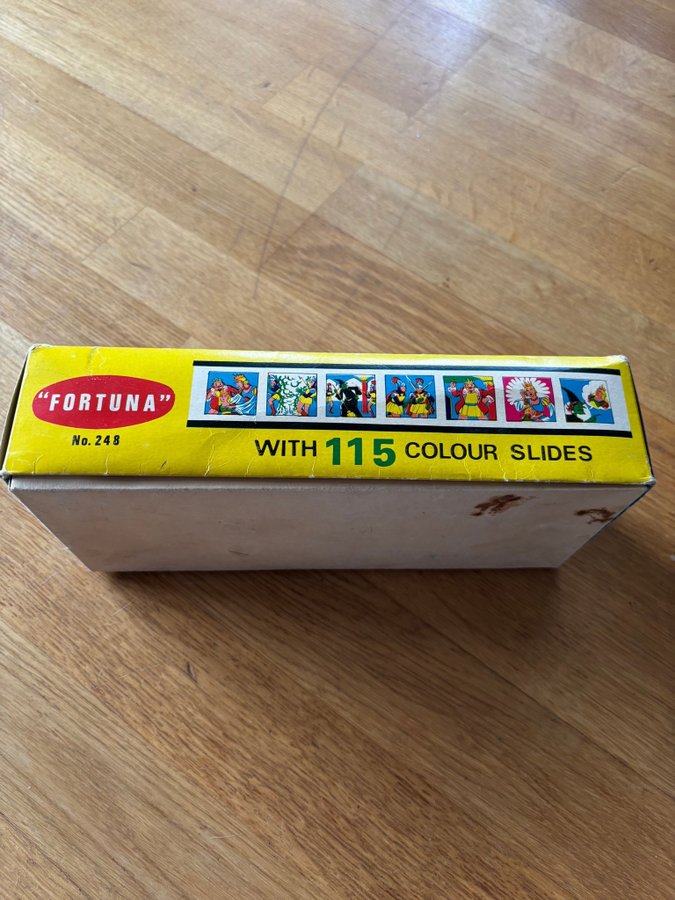 "FORTUNA"
No. 248
WITH 115 COLOUR SLIDES